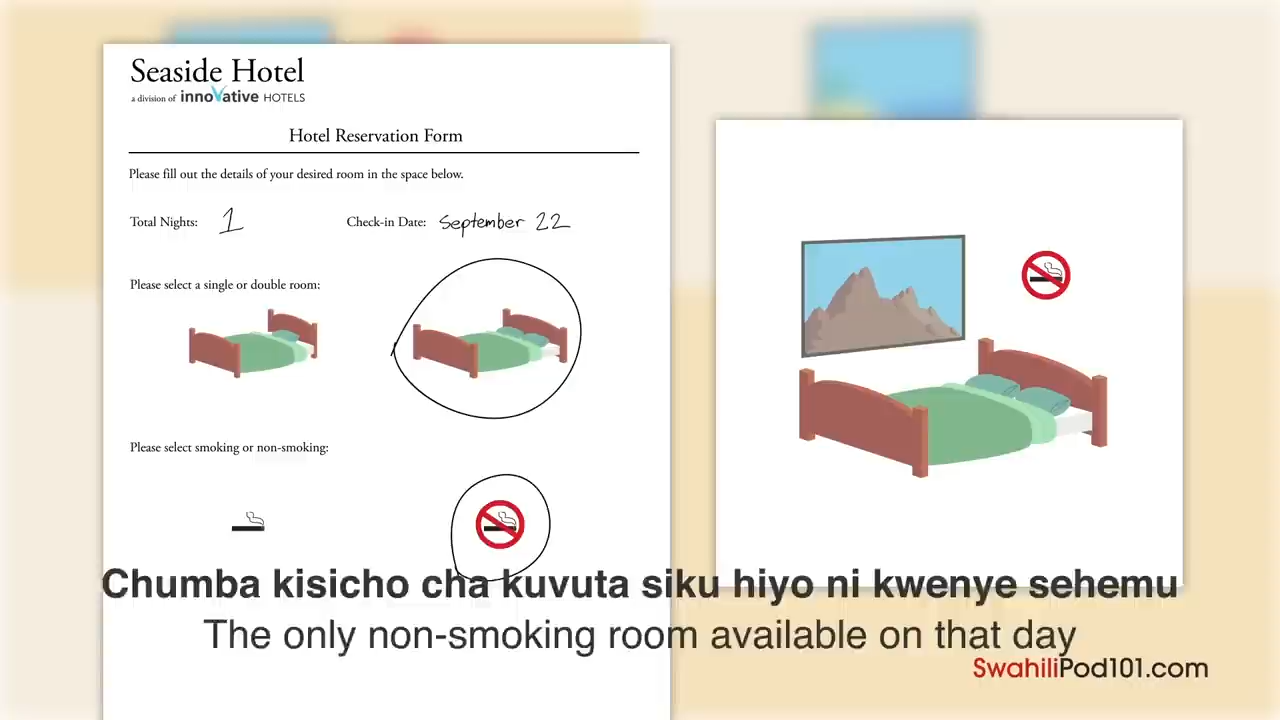 Seaside Hotel
a division of innoVative HOTELS
Hotel Reservation Form
Please fill out the details of your desired room in the space below.
Total Nights: 1 Check-in Date: September 22
Please select a single or double room:
Please select smoking or non-smoking:
Chumba kisicho cha kuvuta siku hiyo ni kwenye sehemu
The only non-smoking room available on that day
SwahiliPod101.com